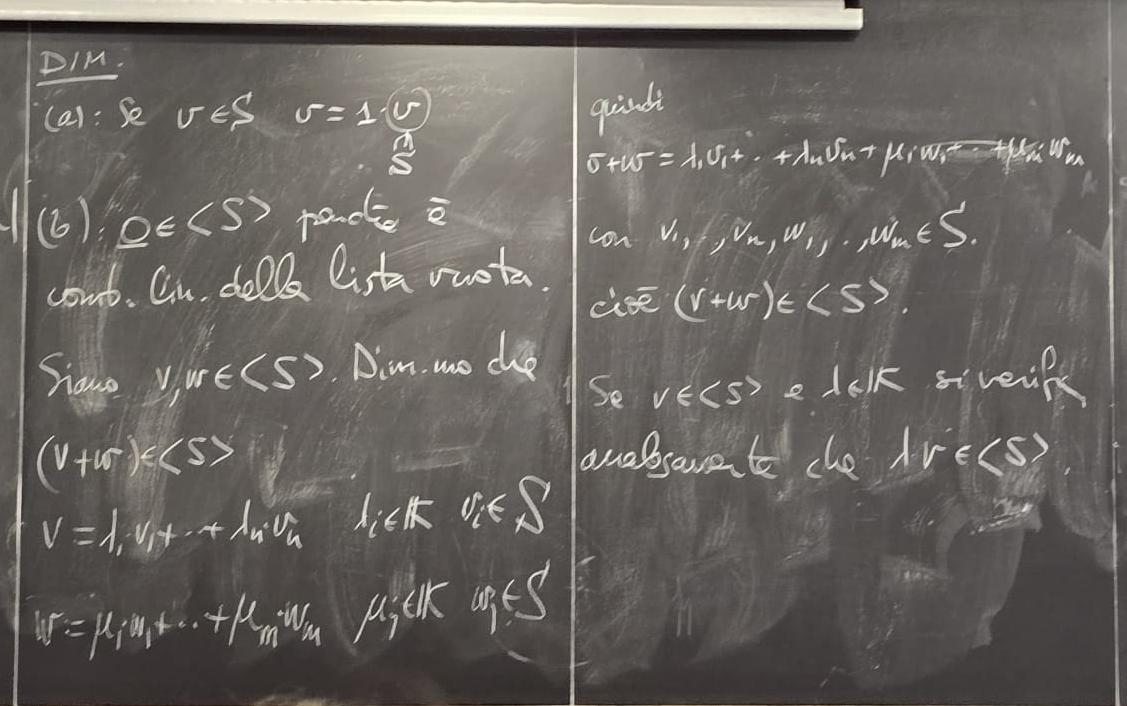 DIM.
(a): Se v∈S v = 1·v
∈S
(b): 0∈<S> perché è
comb. lin. della lista vuota.
Siano v,w∈<S>. Dim.mo che
(v+w)∈<S>
v = λ₁v₁+..+λₙvₙ λᵢ∈K vᵢ∈S
w = μ₁w₁+..+μₘwₘ μⱼ∈K wⱼ∈S
quindi
v+w = λ₁v₁+..+λₙvₙ+μ₁w₁+..+μₘwₘ
con v₁,..,vₙ,w₁,..,wₘ∈S.
cioè (v+w)∈<S>.
Se v∈<S> e λ∈K si verifica
analogamente che λv∈<S>.